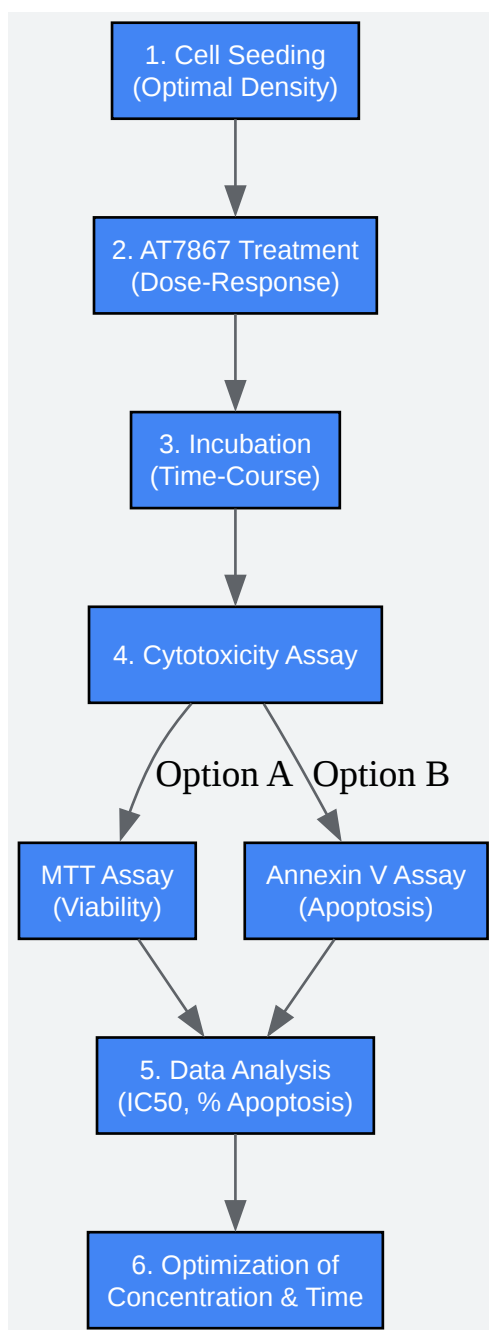 1. Cell Seeding
(Optimal Density)
2. AT7867 Treatment
(Dose-Response)
3. Incubation
(Time-Course)
4. Cytotoxicity Assay
Option A
Option B
MTT Assay
(Viability)
Annexin V Assay
(Apoptosis)
5. Data Analysis
(IC50, % Apoptosis)
6. Optimization of
Concentration & Time